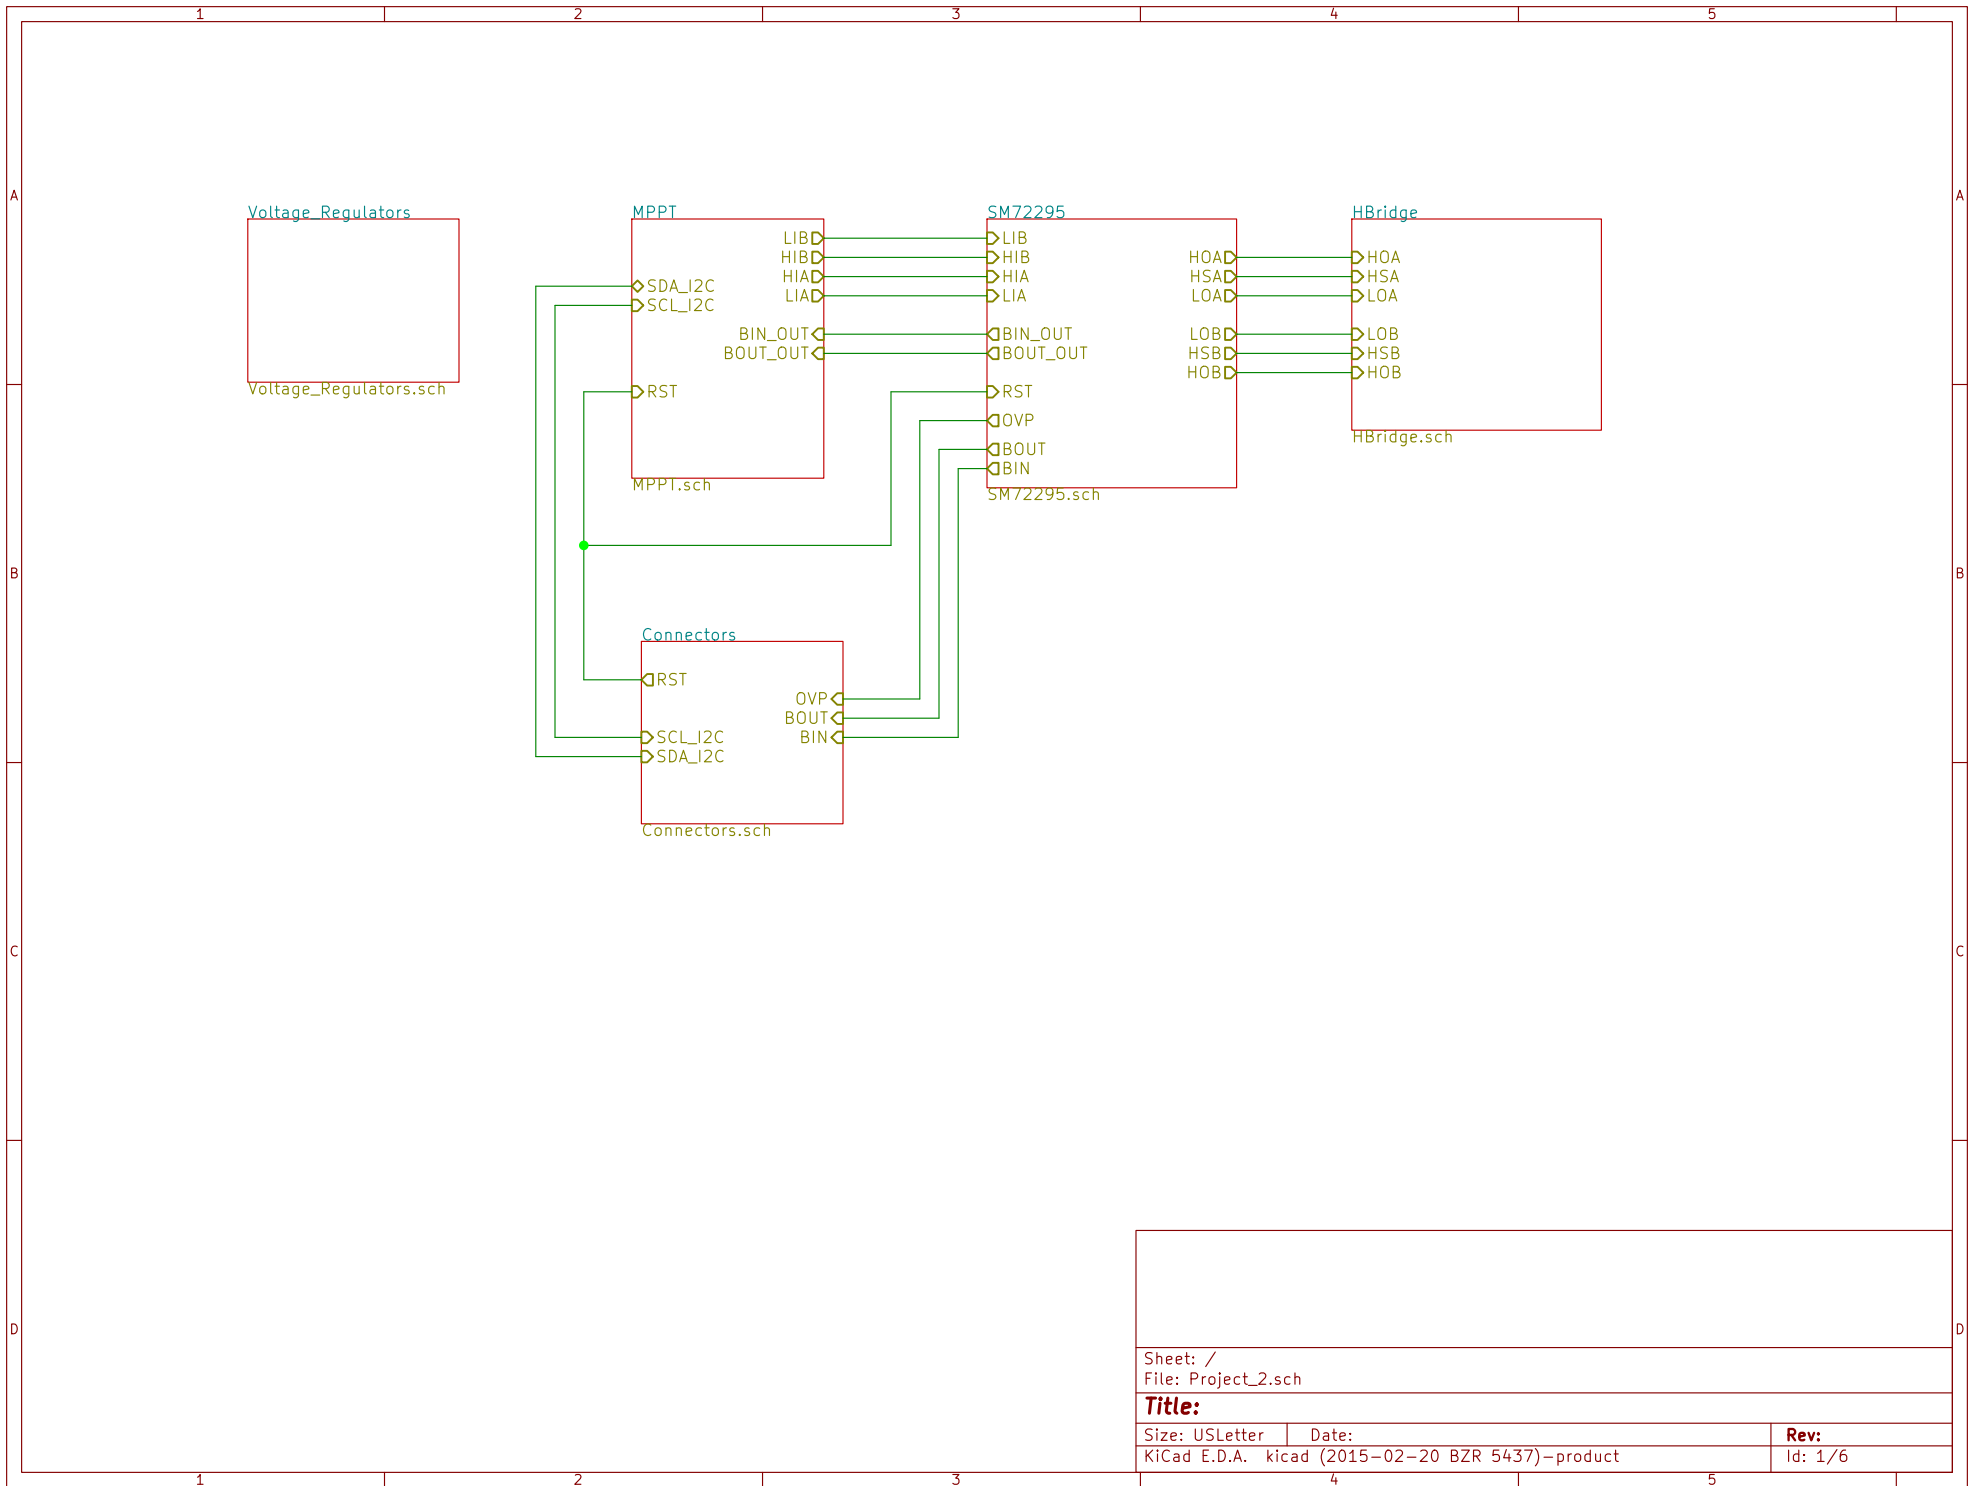 1 2 3 4 5
A A
B B
C C
D D
Voltage_Regulators
Voltage_Regulators.sch
MPPT
LIB
HIB
HIA
LIA
SDA_I2C
SCL_I2C
BIN_OUT
BOUT_OUT
RST
MPPT.sch
SM72295
LIB
HIB
HIA
LIA
BIN_OUT
BOUT_OUT
RST
OVP
BOUT
BIN
HOA
HSA
LOA
LOB
HSB
HOB
SM72295.sch
HBridge
HOA
HSA
LOA
LOB
HSB
HOB
HBridge.sch
Connectors
RST
SCL_I2C
SDA_I2C
OVP
BOUT
BIN
Connectors.sch
Sheet: /
File: Project_2.sch
Title:
Size: USLetter Date: Rev:
KiCad E.D.A. kicad (2015-02-20 BZR 5437)-product Id: 1/6
1 2 3 4 5